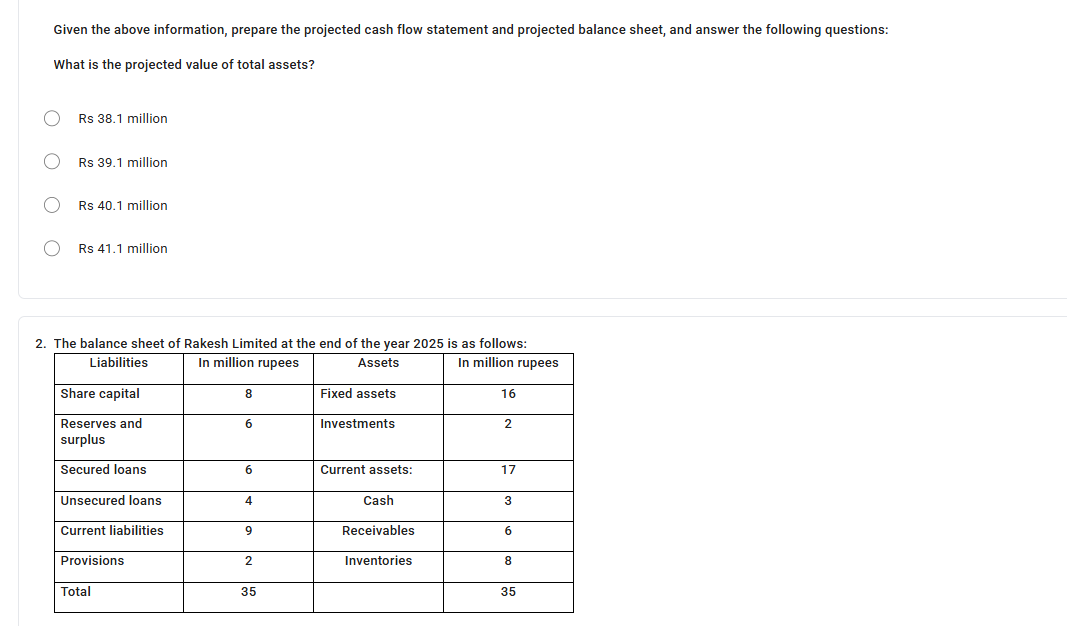 Given the above information, prepare the projected cash flow statement and projected balance sheet, and answer the following questions:
What is the projected value of total assets?
Rs 38.1 million
Rs 39.1 million
Rs 40.1 million
Rs 41.1 million
2. The balance sheet of Rakesh Limited at the end of the year 2025 is as follows:
Liabilities In million rupees Assets In million rupees
Share capital 8 Fixed assets 16
Reserves and surplus 6 Investments 2
Secured loans 6 Current assets: 17
Unsecured loans 4 Cash 3
Current liabilities 9 Receivables 6
Provisions 2 Inventories 8
Total 35 35